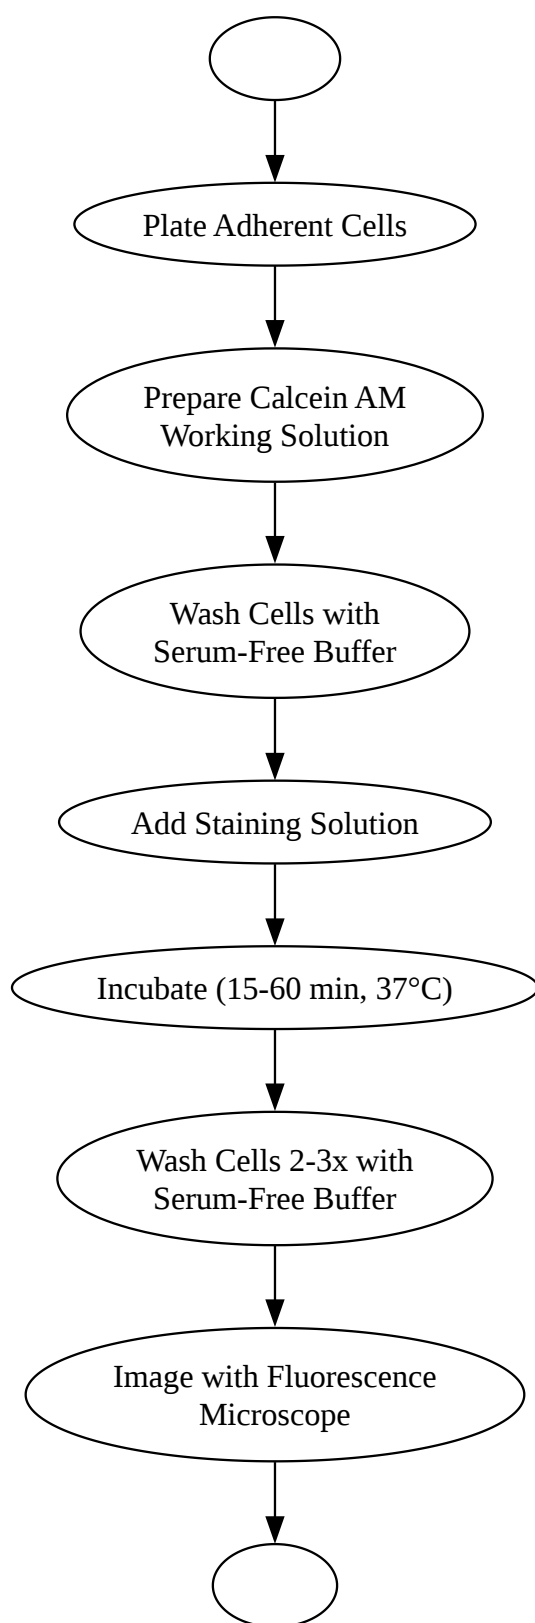 Plate Adherent Cells
Prepare Calcein AM
Working Solution
Wash Cells with
Serum-Free Buffer
Add Staining Solution
Incubate (15-60 min, 37°C)
Wash Cells 2-3x with
Serum-Free Buffer
Image with Fluorescence
Microscope